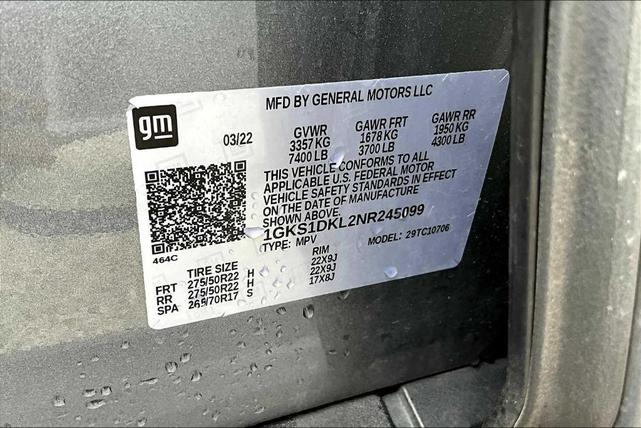 MFD BY GENERAL MOTORS LLC
gm
03/22
GVWR GAWR FRT GAWR RR
3357 KG 1678 KG 1950 KG
7400 LB 3700 LB 4300 LB
THIS VEHICLE CONFORMS TO ALL
APPLICABLE U.S. FEDERAL MOTOR
VEHICLE SAFETY STANDARDS IN EFFECT
ON THE DATE OF MANUFACTURE
SHOWN ABOVE.
1GKS1DKL2NR245099
TYPE: MPV MODEL: 29TC10706
464C
TIRE SIZE RIM
FRT 275/50R22 H 22X9J
RR 275/50R22 H 22X9J
SPA 265/70R17 S 17X8J